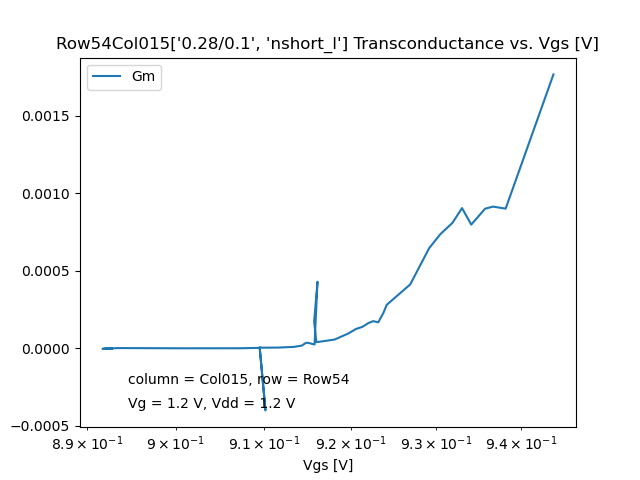 Row54Col015['0.28/0.1', 'nshort_l'] Transconductance vs. Vgs [V]
Gm
0.0015
0.0010
0.0005
0.0000
column = Col015, row = Row54
Vg = 1.2 V, Vdd = 1.2 V
−0.0005
8.9 × 10⁻¹ 9 × 10⁻¹ 9.1 × 10⁻¹ 9.2 × 10⁻¹ 9.3 × 10⁻¹ 9.4 × 10⁻¹
Vgs [V]